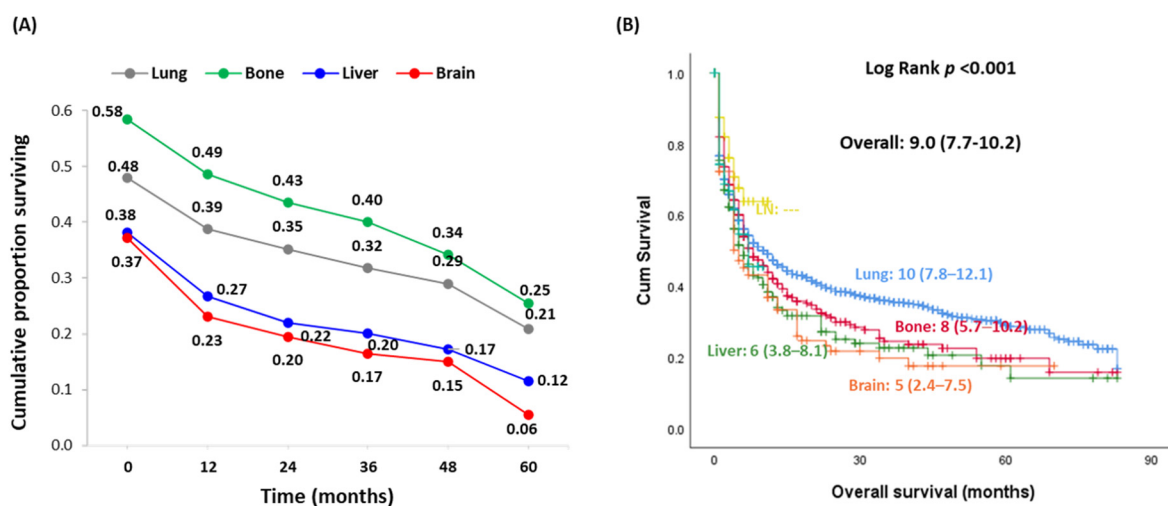 (A)
Lung Bone Liver Brain
Cumulative proportion surviving
0.6
0.5
0.4
0.3
0.2
0.1
0.0
0.58
0.49
0.43
0.40
0.34
0.25
0.48
0.39
0.35
0.32
0.29
0.21
0.38
0.27
0.22
0.20
0.17
0.12
0.37
0.23
0.20
0.17
0.15
0.06
0 12 24 36 48 60
Time (months)
(B)
Log Rank p <0.001
Overall: 9.0 (7.7-10.2)
Cum Survival
1.0
0.8
0.6
0.4
0.2
0.0
LN: ---
Lung: 10 (7.8–12.1)
Bone: 8 (5.7–10.2)
Liver: 6 (3.8–8.1)
Brain: 5 (2.4–7.5)
0 30 60 90
Overall survival (months)